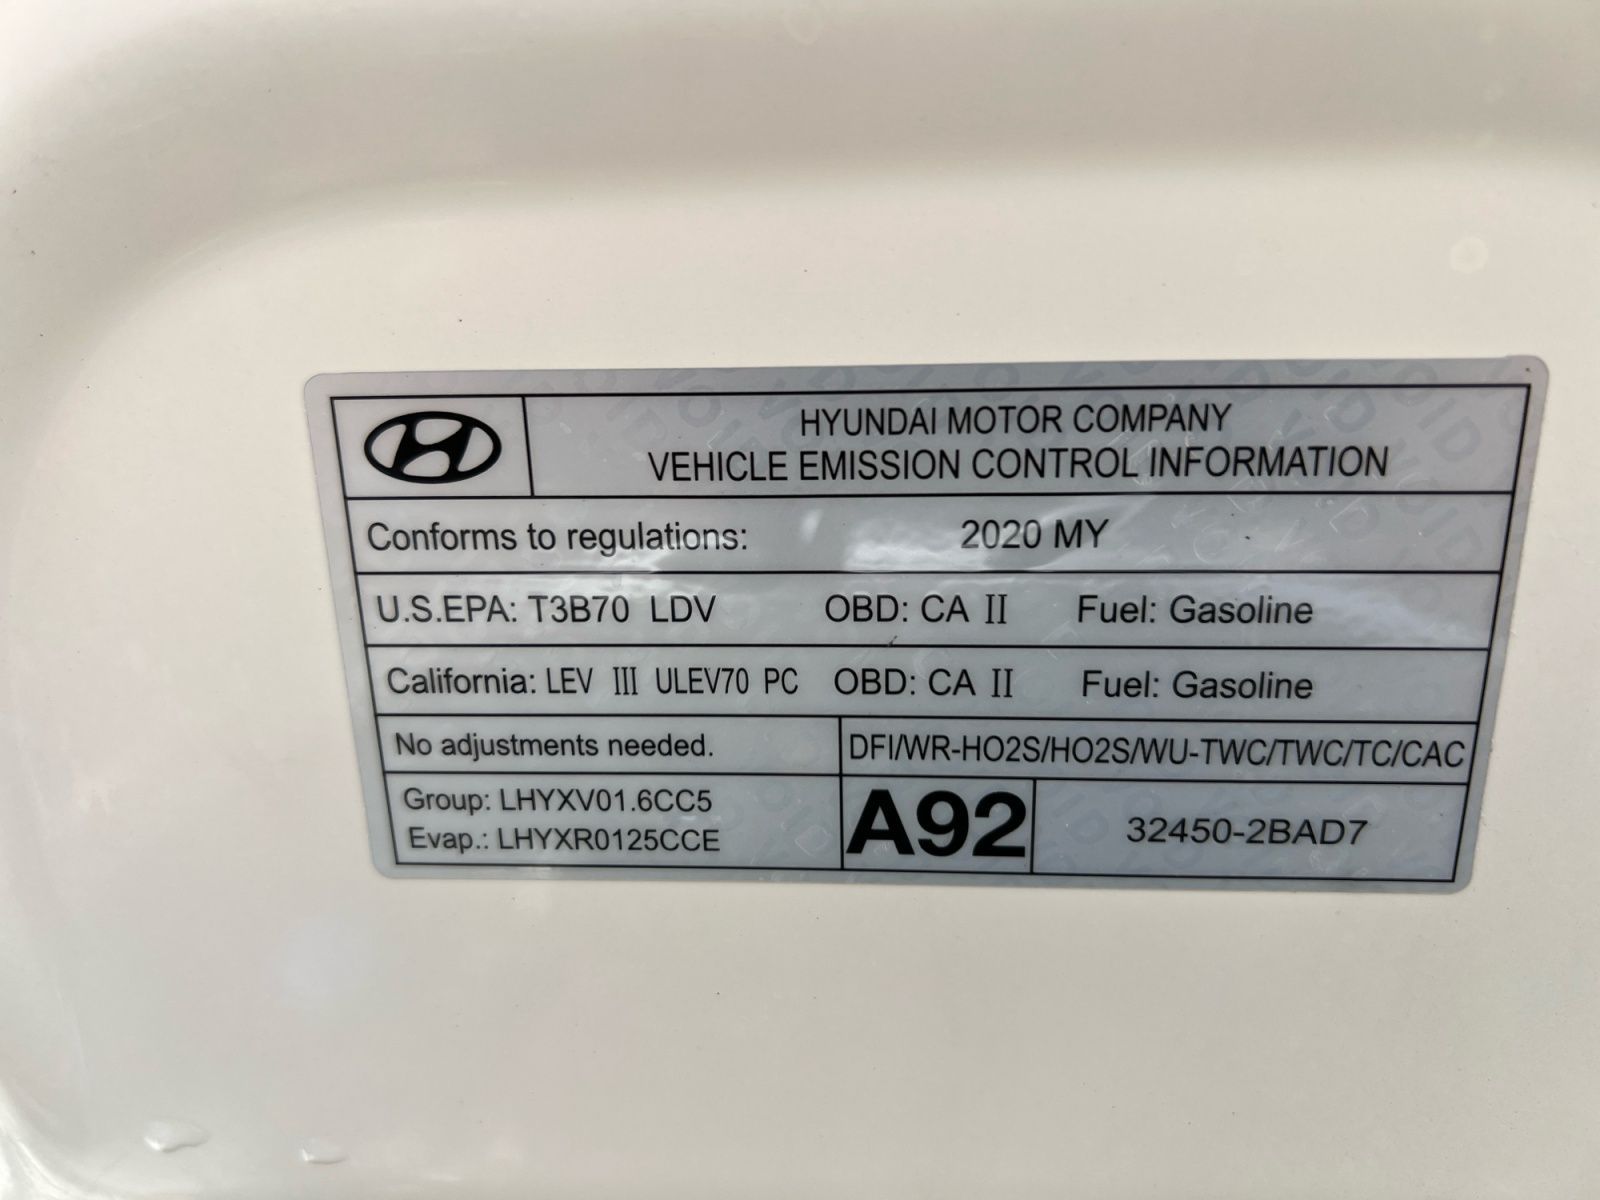 HYUNDAI MOTOR COMPANY
VEHICLE EMISSION CONTROL INFORMATION
Conforms to regulations: 2020 MY
U.S.EPA: T3B70 LDV OBD: CA II Fuel: Gasoline
California: LEV III ULEV70 PC OBD: CA II Fuel: Gasoline
No adjustments needed. DFI/WR-HO2S/HO2S/WU-TWC/TWC/TC/CAC
Group: LHYXV01.6CC5
Evap.: LHYXR0125CCE
A92 32450-2BAD7